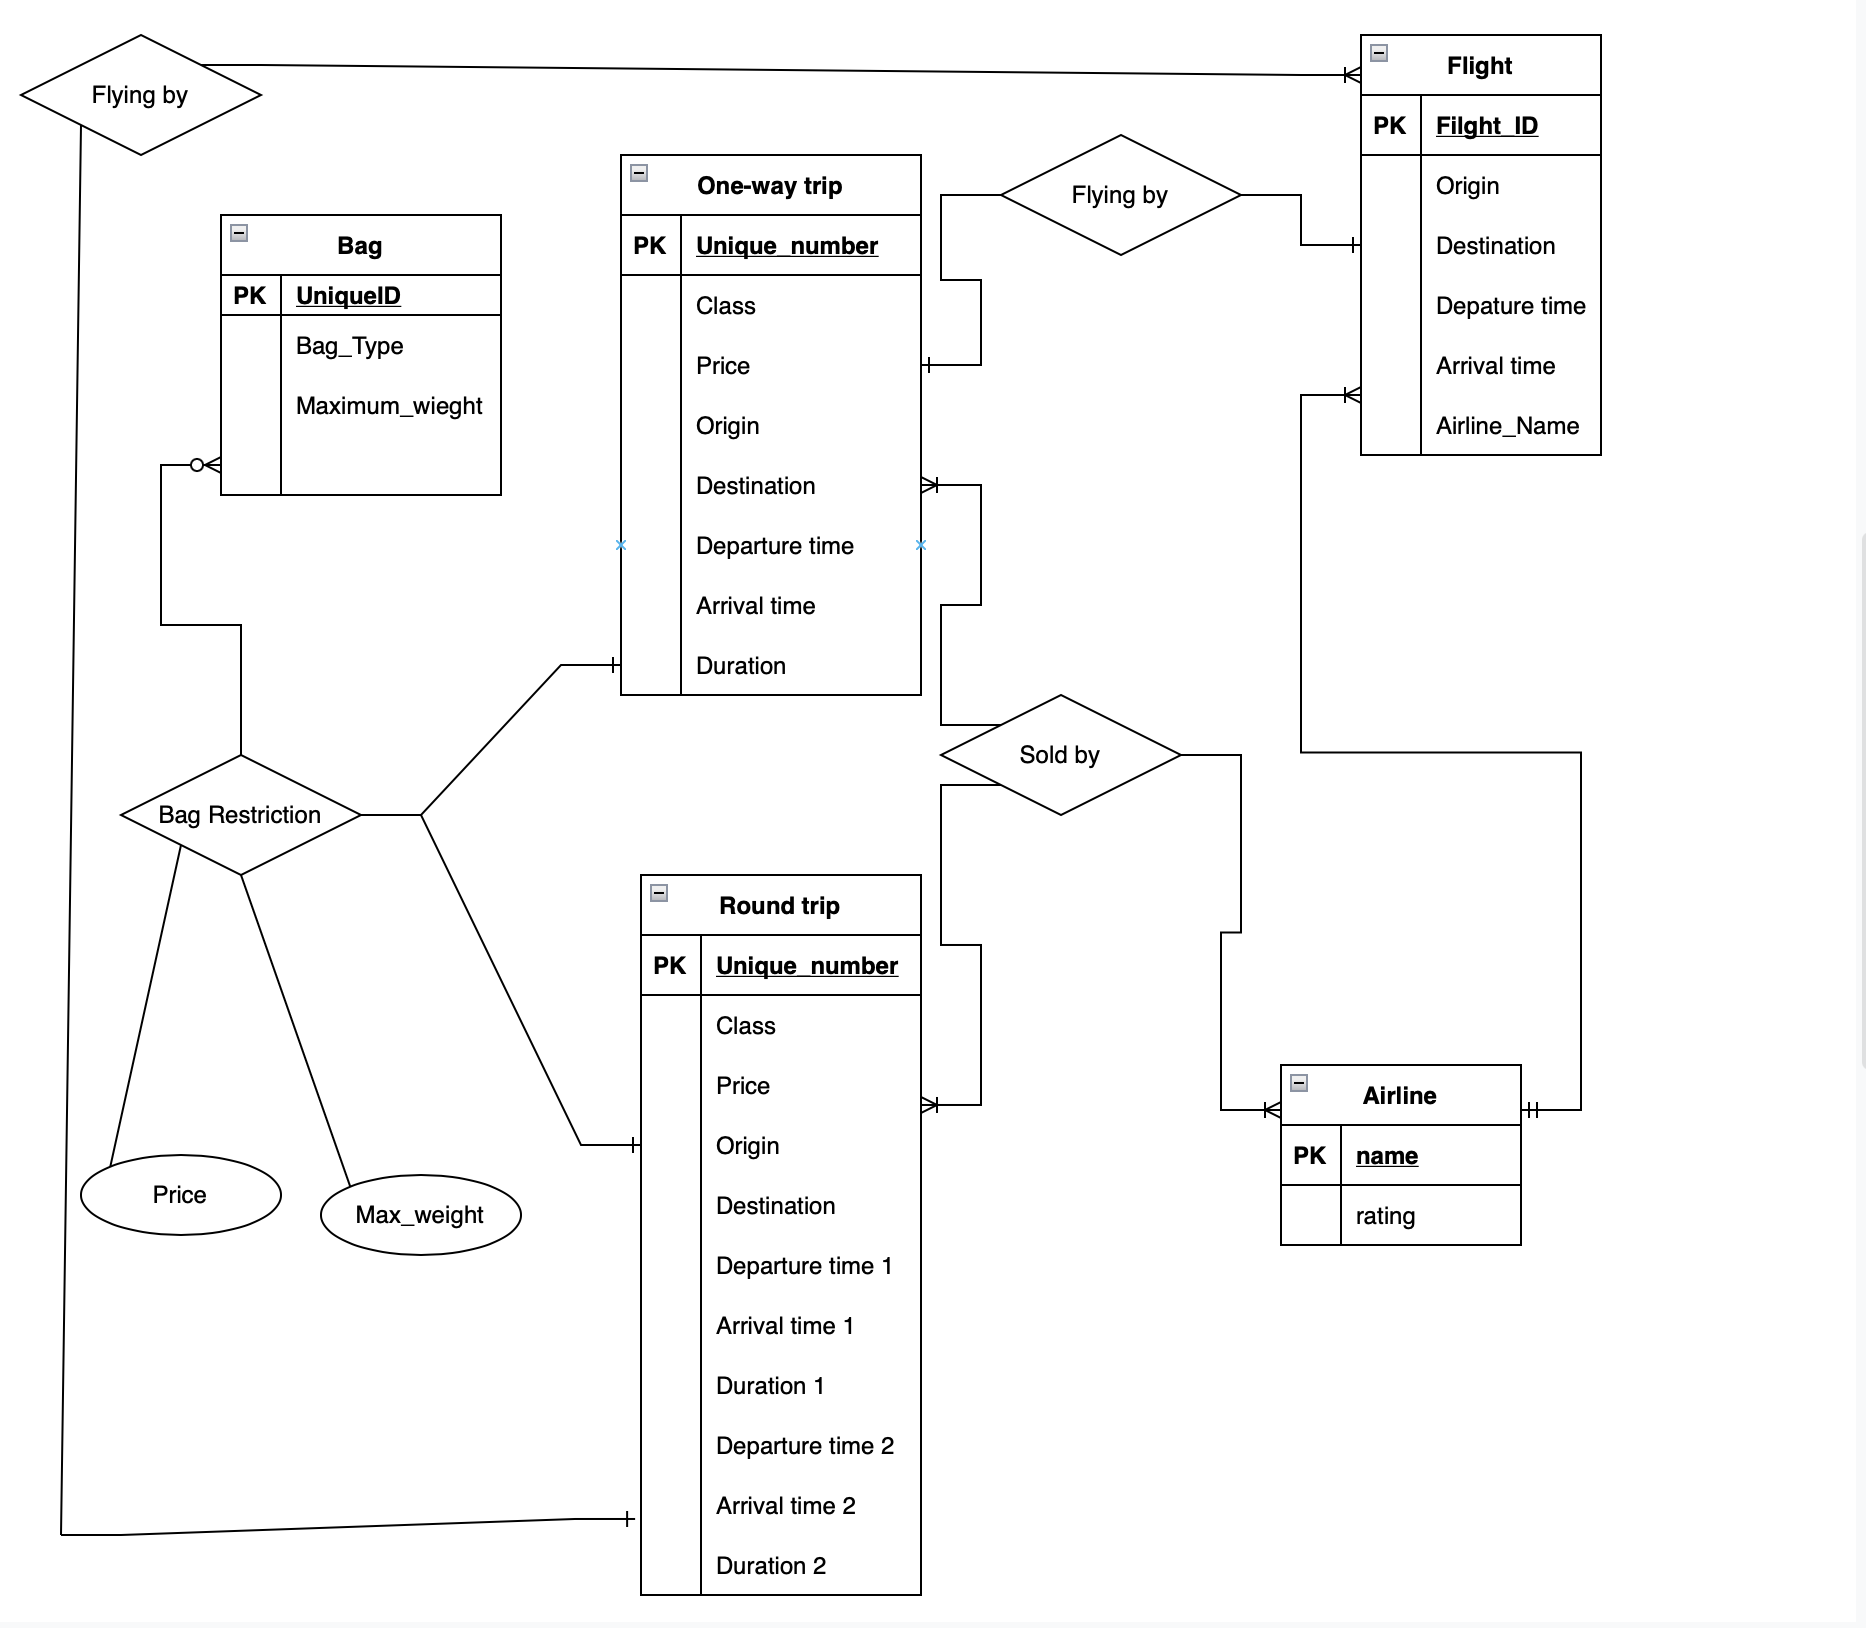 Flying by
Flight
PK Filght_ID
Origin
Destination
Depature time
Arrival time
Airline_Name
Flying by
One-way trip
PK Unique_number
Class
Price
Origin
Destination
Departure time
Arrival time
Duration
Bag
PK UniqueID
Bag_Type
Maximum_wieght
Sold by
Bag Restriction
Price
Max_weight
Round trip
PK Unique_number
Class
Price
Origin
Destination
Departure time 1
Arrival time 1
Duration 1
Departure time 2
Arrival time 2
Duration 2
Airline
PK name
rating